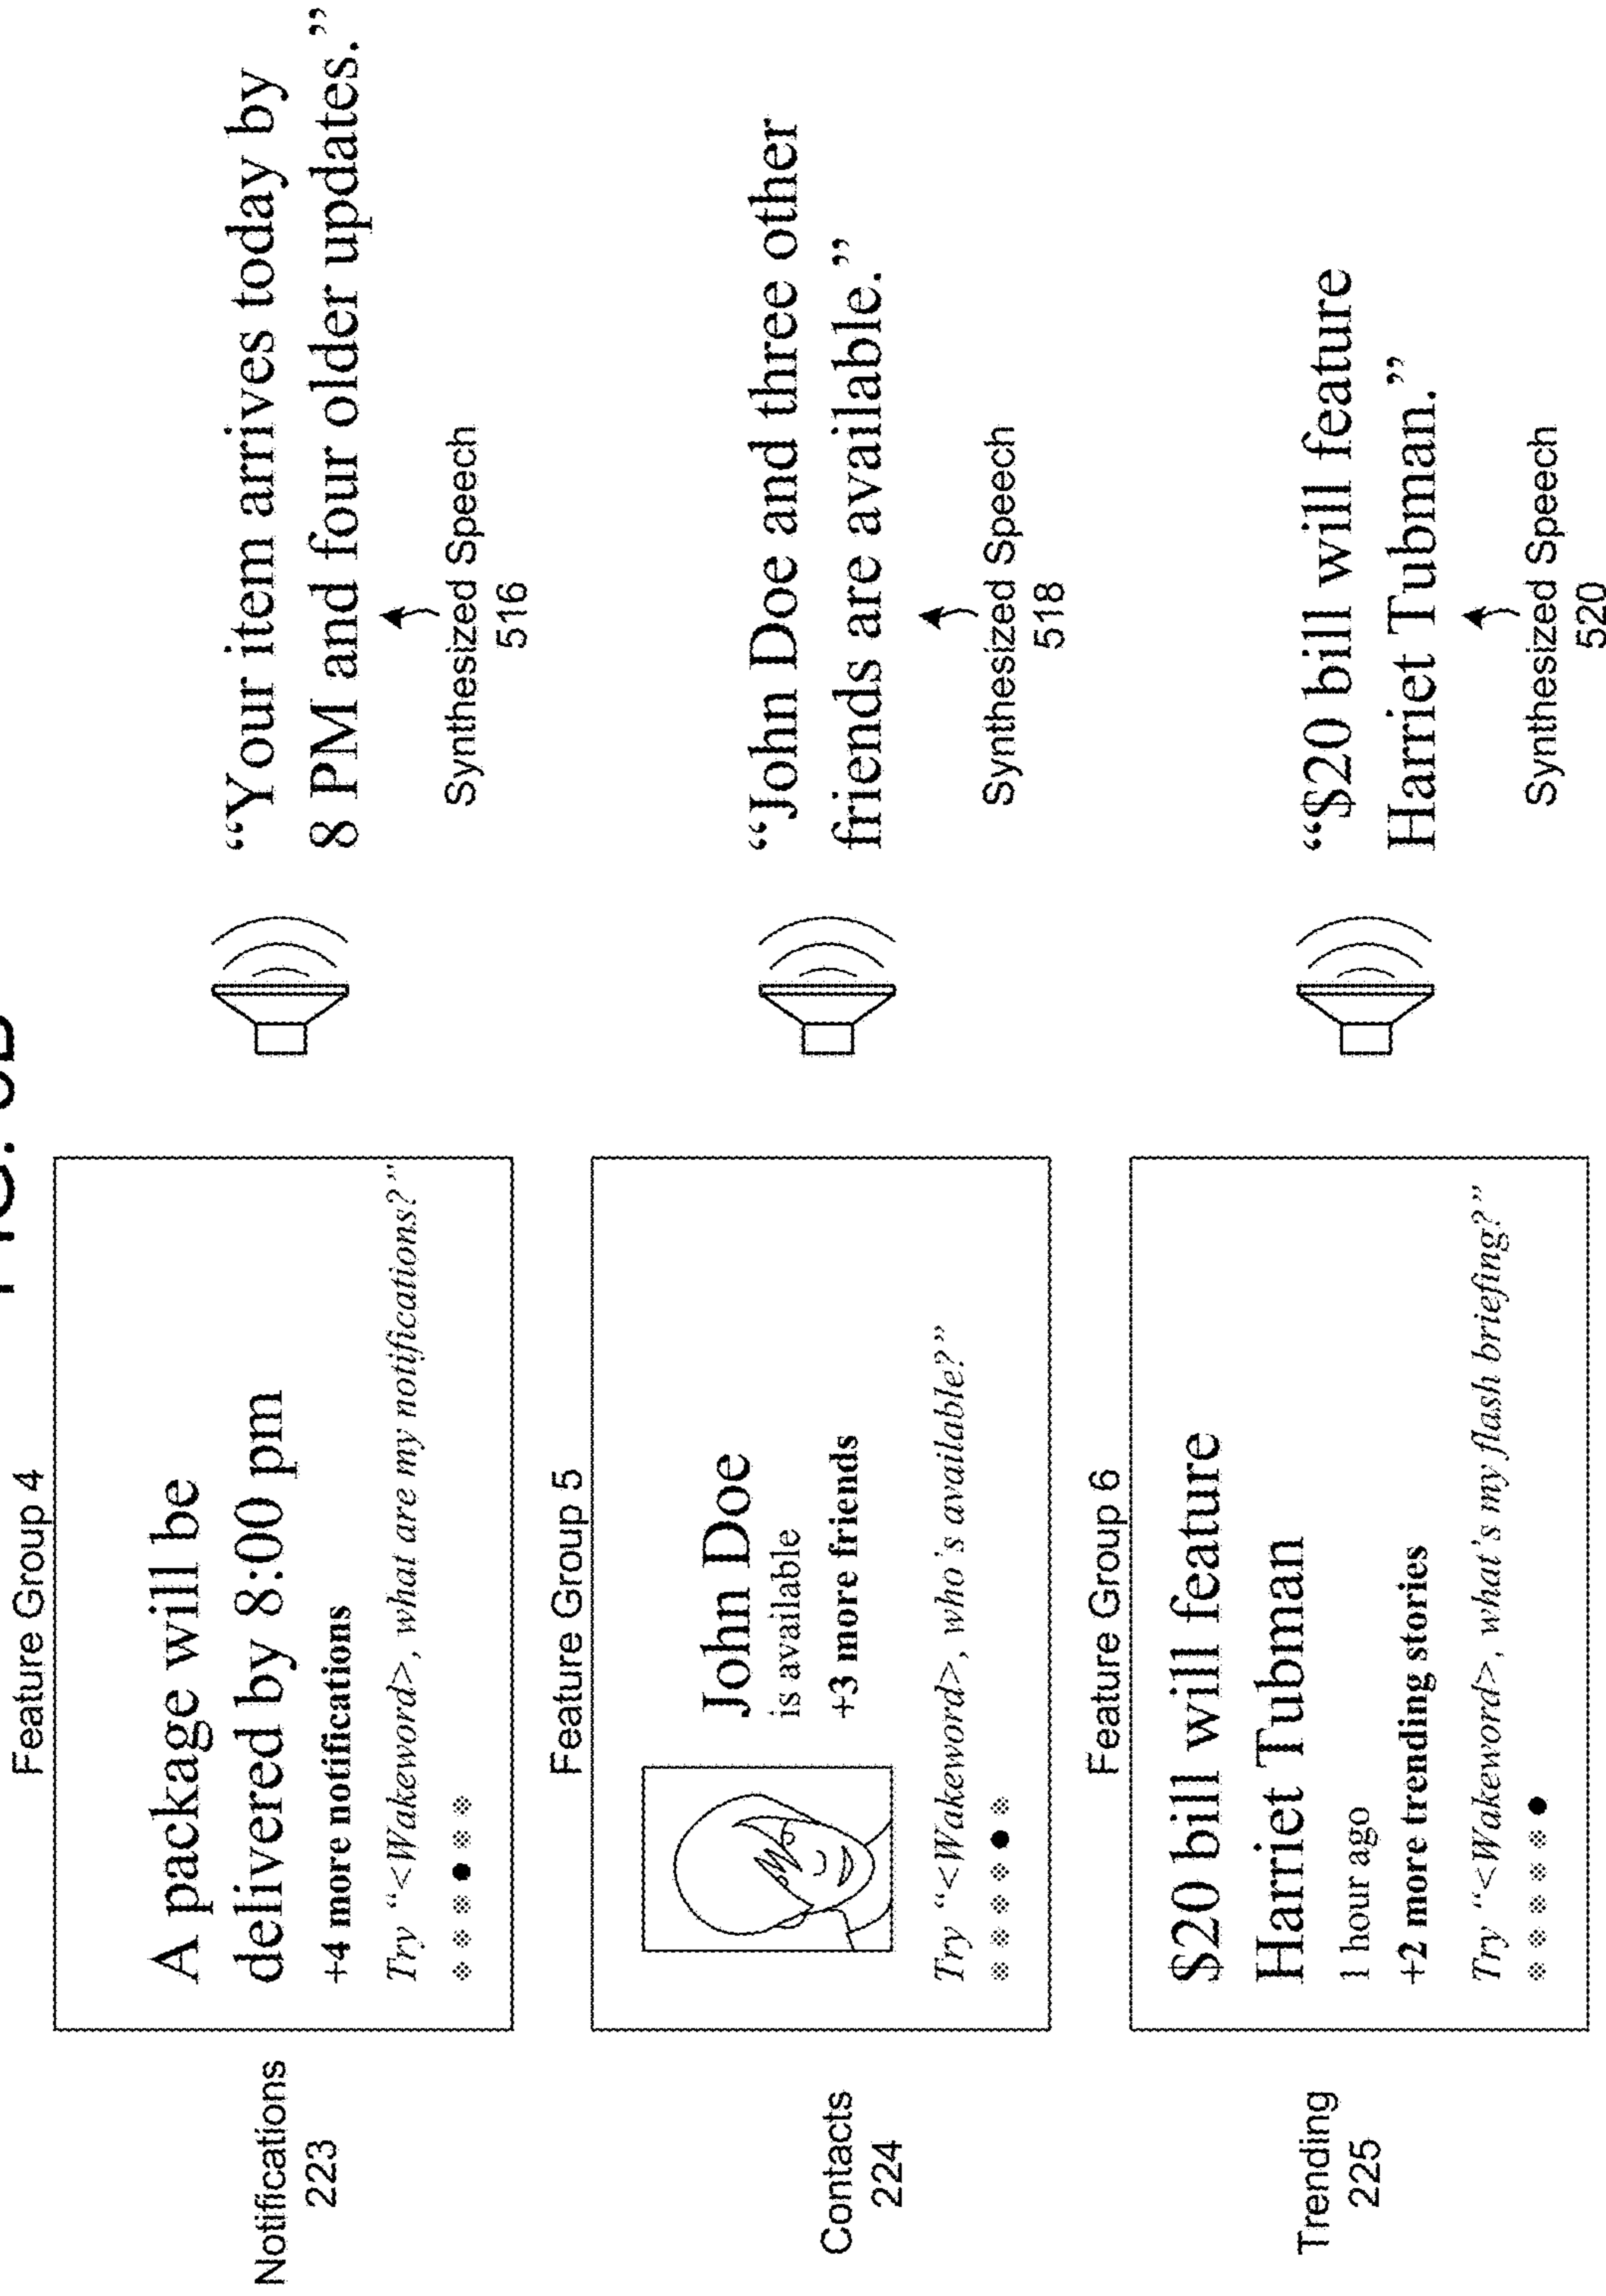 Feature Group 4
Notifications
223
A package will be
delivered by 8:00 pm
+4 more notifications
Try “<Wakeword>, what are my notifications?”
“Your item arrives today by
8 PM and four older updates.”
Synthesized Speech
516
Feature Group 5
Contacts
224
John Doe
is available
+3 more friends
Try “<Wakeword>, who's available?”
“John Doe and three other
friends are available.”
Synthesized Speech
518
Feature Group 6
Trending
225
$20 bill will feature
Harriet Tubman
1 hour ago
+2 more trending stories
Try “<Wakeword>, what's my flash briefing?”
“$20 bill will feature
Harriet Tubman.”
Synthesized Speech
520